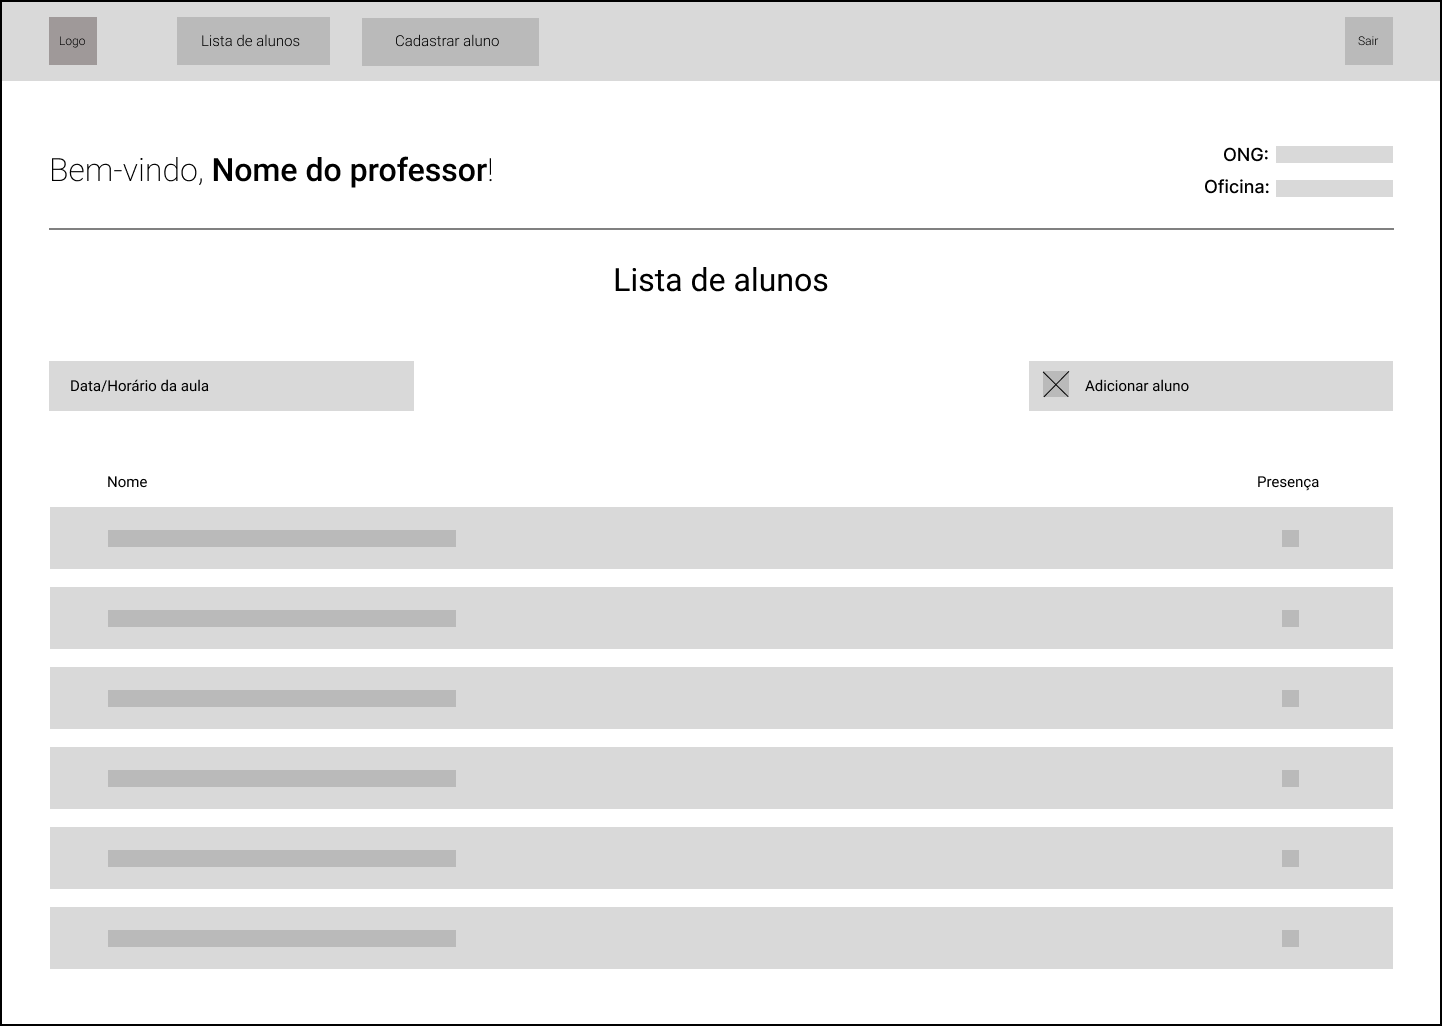 Logo
Lista de alunos
Cadastrar aluno
Sair
Bem-vindo, Nome do professor!
ONG:
Oficina:
Lista de alunos
Data/Horário da aula
Adicionar aluno
Nome
Presença